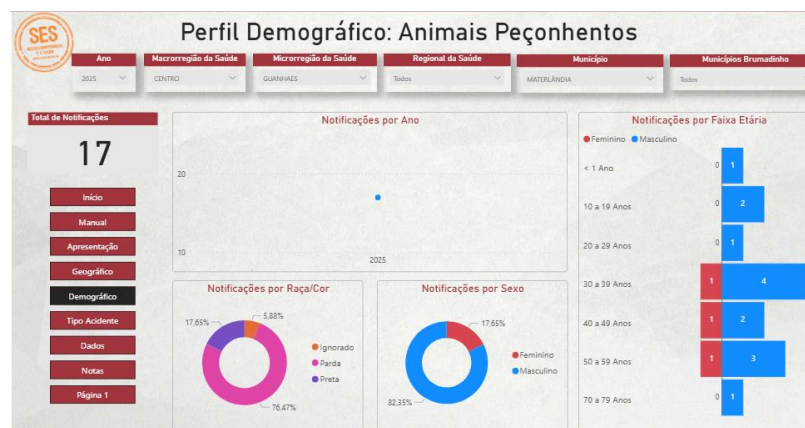 SES
Perfil Demográfico: Animais Peçonhentos
Ano
Macrorregião da Saúde
Microrregião da Saúde
Regional da Saúde
Município
Municípios Brumadinho
2025
CENTRO
GUANHAES
Todos
MATERLÂNDIA
Todos
Total de Notificações
17
Início
Manual
Apresentação
Geográfico
Demográfico
Tipo Acidente
Dados
Notas
Página 1
Notificações por Ano
20
10
2025
Notificações por Raça/Cor
17,65%
5,88%
76,47%
Ignorado
Parda
Preta
Notificações por Sexo
17,65%
82,35%
Feminino
Masculino
Notificações por Faixa Etária
Feminino Masculino
< 1 Ano 0 1
10 a 19 Anos 0 2
20 a 29 Anos 0 1
30 a 39 Anos 1 4
40 a 49 Anos 1 2
50 a 59 Anos 1 3
70 a 79 Anos 0 1